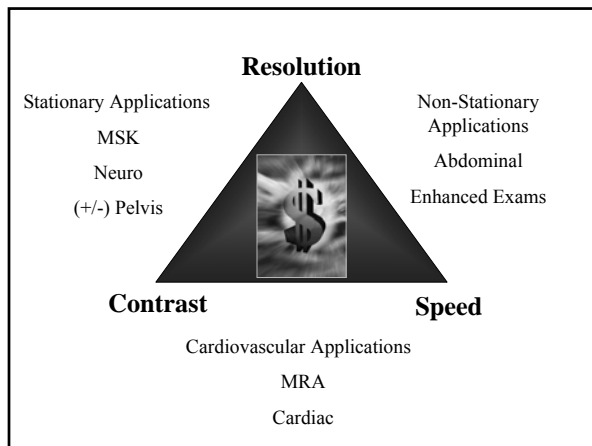 Resolution
Stationary Applications
MSK
Neuro
(+/-) Pelvis
Non-Stationary
Applications
Abdominal
Enhanced Exams
$
Contrast
Speed
Cardiovascular Applications
MRA
Cardiac